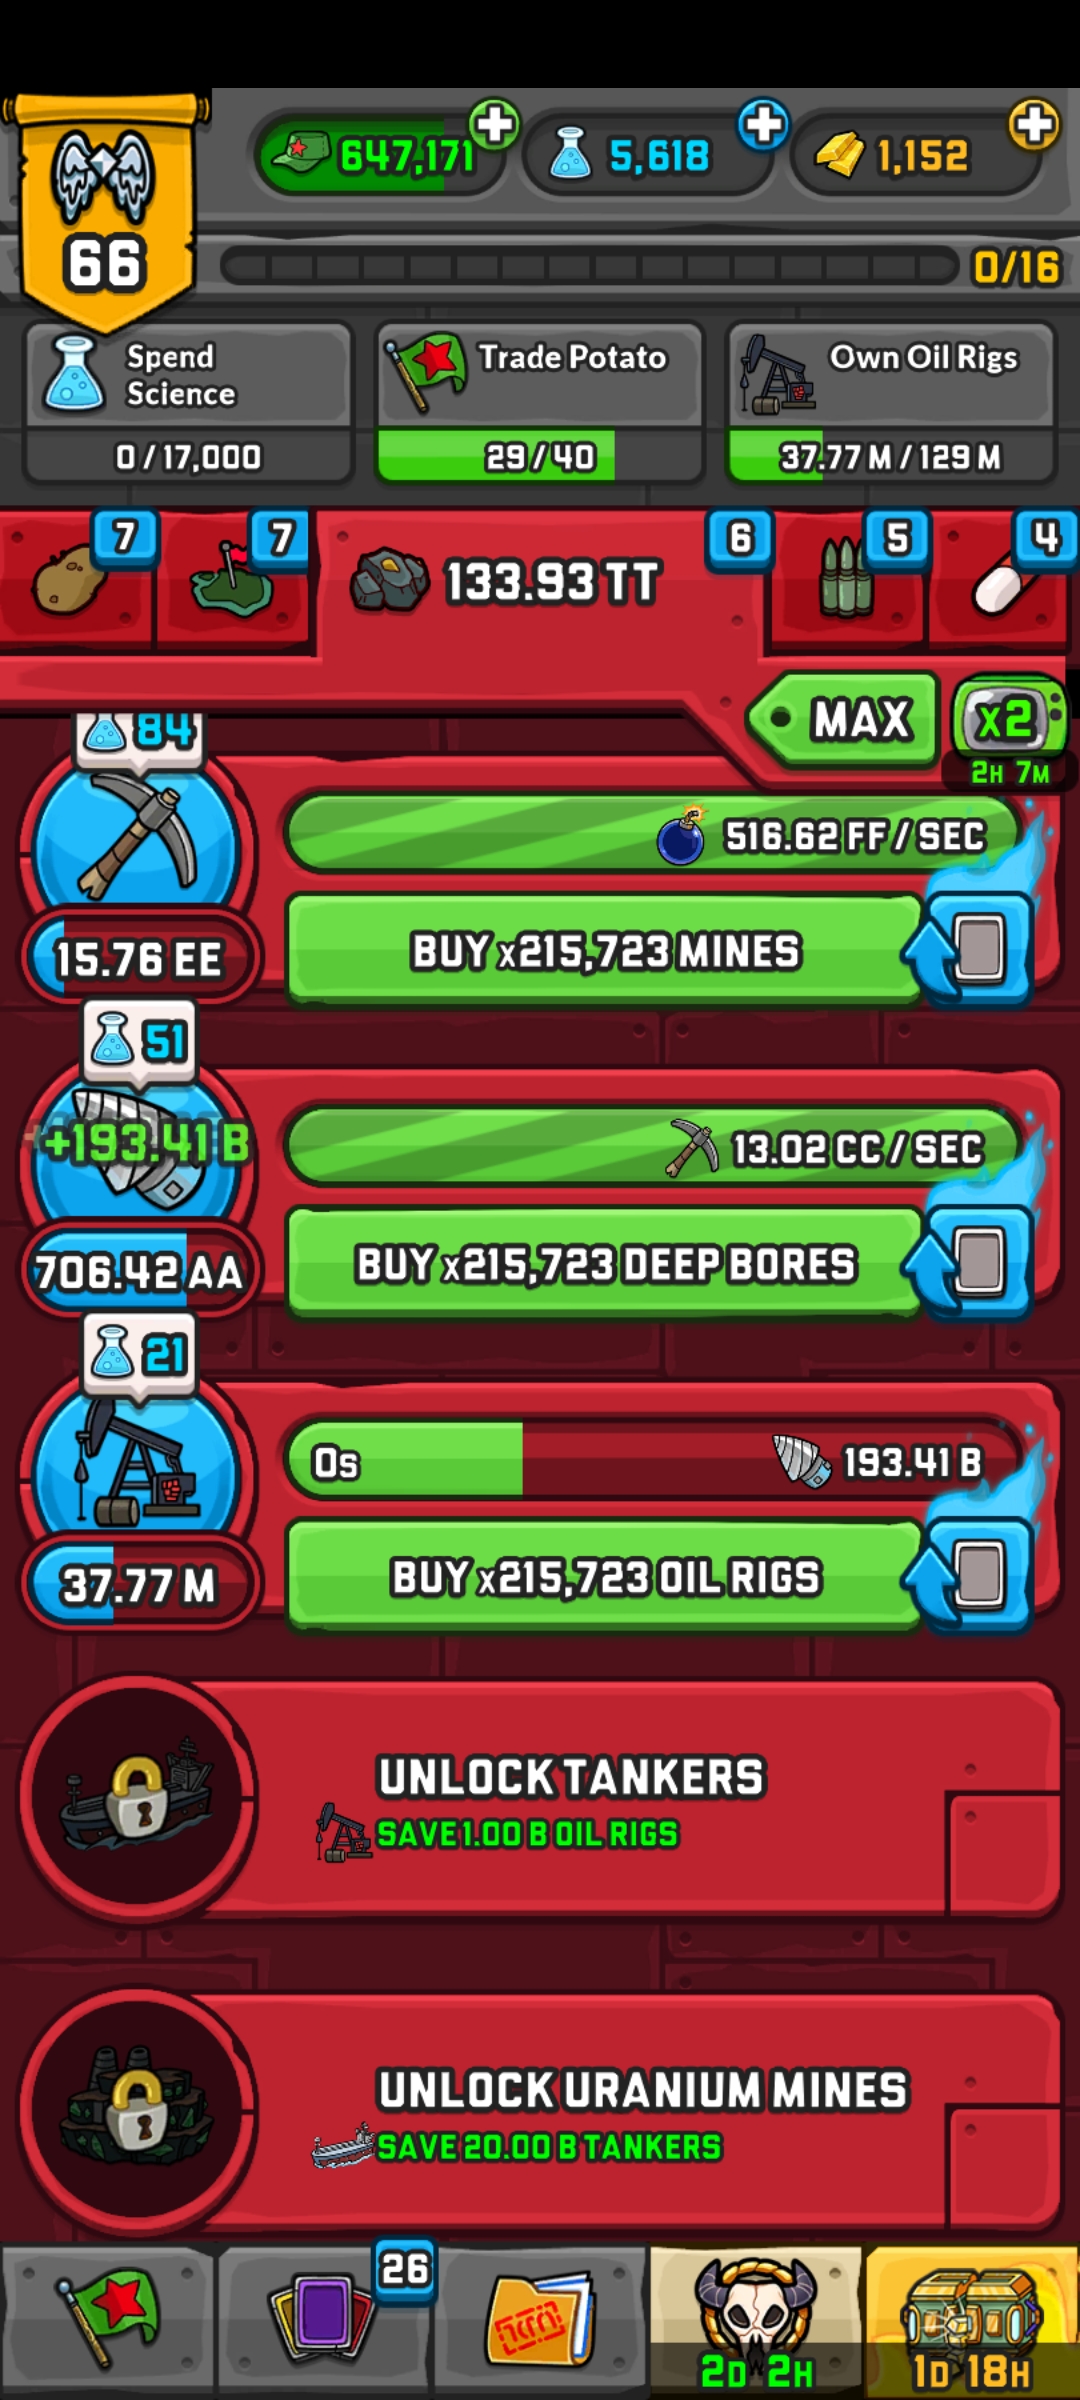 647,171
5,618
1,152
66
0/16
Spend
Science
0 / 17,000
Trade Potato
29 / 40
Own Oil Rigs
37.77 M / 129 M
7
7
133.93 TT
6
5
4
MAX
X2
2H 7M
84
516.62 FF / SEC
15.76 EE
BUY x215,723 MINES
51
+193.41 B
13.02 CC / SEC
706.42 AA
BUY x215,723 DEEP BORES
21
0s
193.41 B
37.77 M
BUY x215,723 OIL RIGS
UNLOCK TANKERS
SAVE 1.00 B OIL RIGS
UNLOCK URANIUM MINES
SAVE 20.00 B TANKERS
26
2D 2H
1D 18H